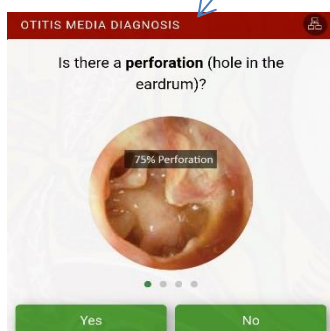 OTITIS MEDIA DIAGNOSIS
Is there a perforation (hole in the
eardrum)?
75% Perforation
Yes
No